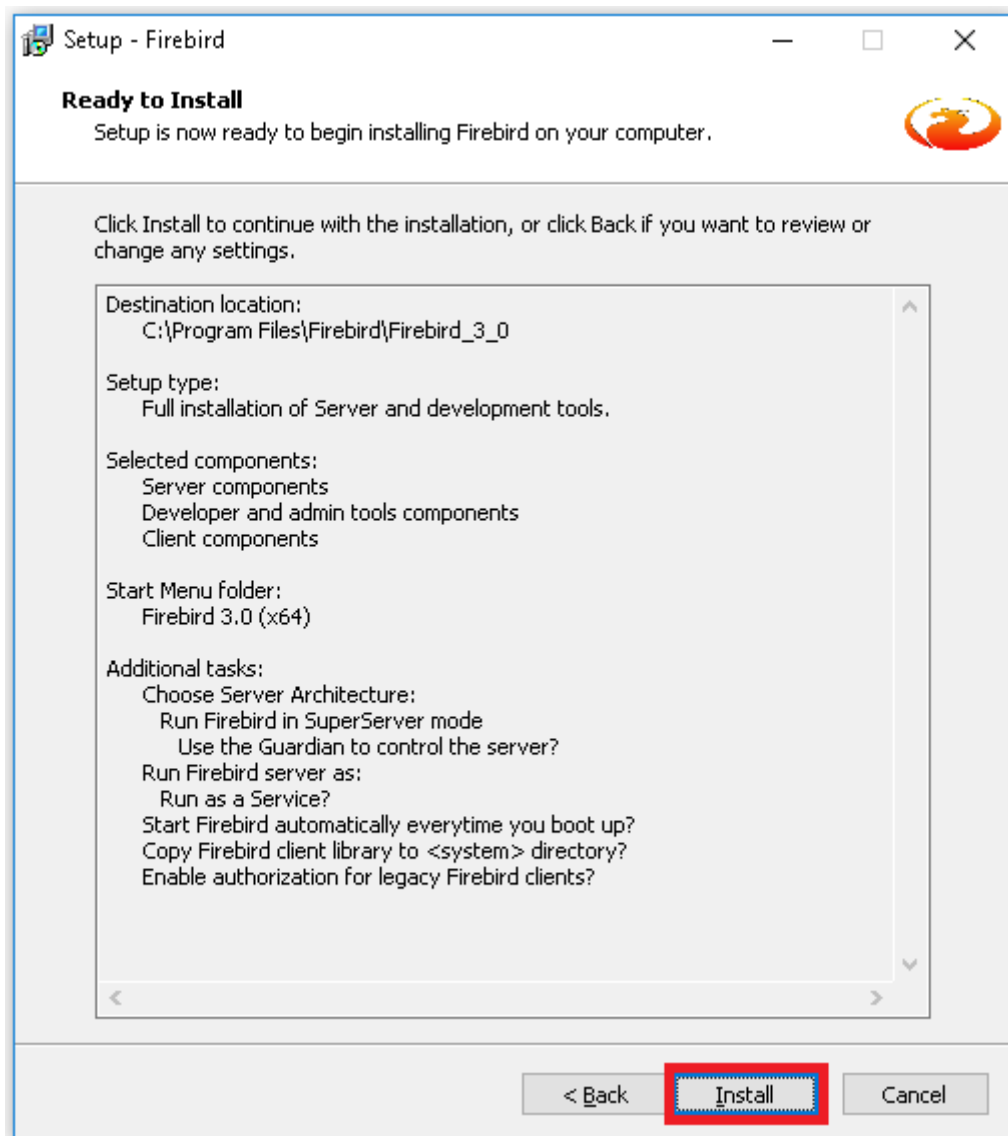 Setup - Firebird
Ready to Install
Setup is now ready to begin installing Firebird on your computer.
Click Install to continue with the installation, or click Back if you want to review or
change any settings.
Destination location:
C:\Program Files\Firebird\Firebird_3_0
Setup type:
Full installation of Server and development tools.
Selected components:
Server components
Developer and admin tools components
Client components
Start Menu folder:
Firebird 3.0 (x64)
Additional tasks:
Choose Server Architecture:
Run Firebird in SuperServer mode
Use the Guardian to control the server?
Run Firebird server as:
Run as a Service?
Start Firebird automatically everytime you boot up?
Copy Firebird client library to <system> directory?
Enable authorization for legacy Firebird clients?
< Back Install Cancel